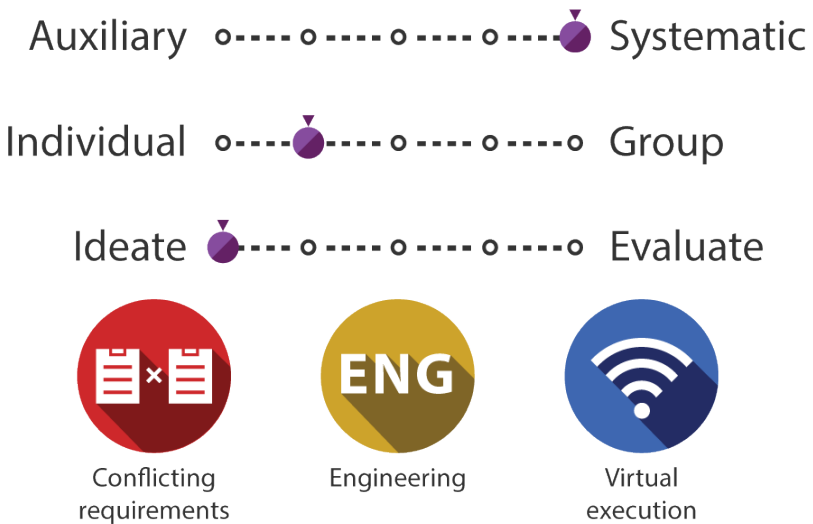 Auxiliary Systematic
Individual Group
Ideate Evaluate
ENG
Conflicting requirements
Engineering
Virtual execution